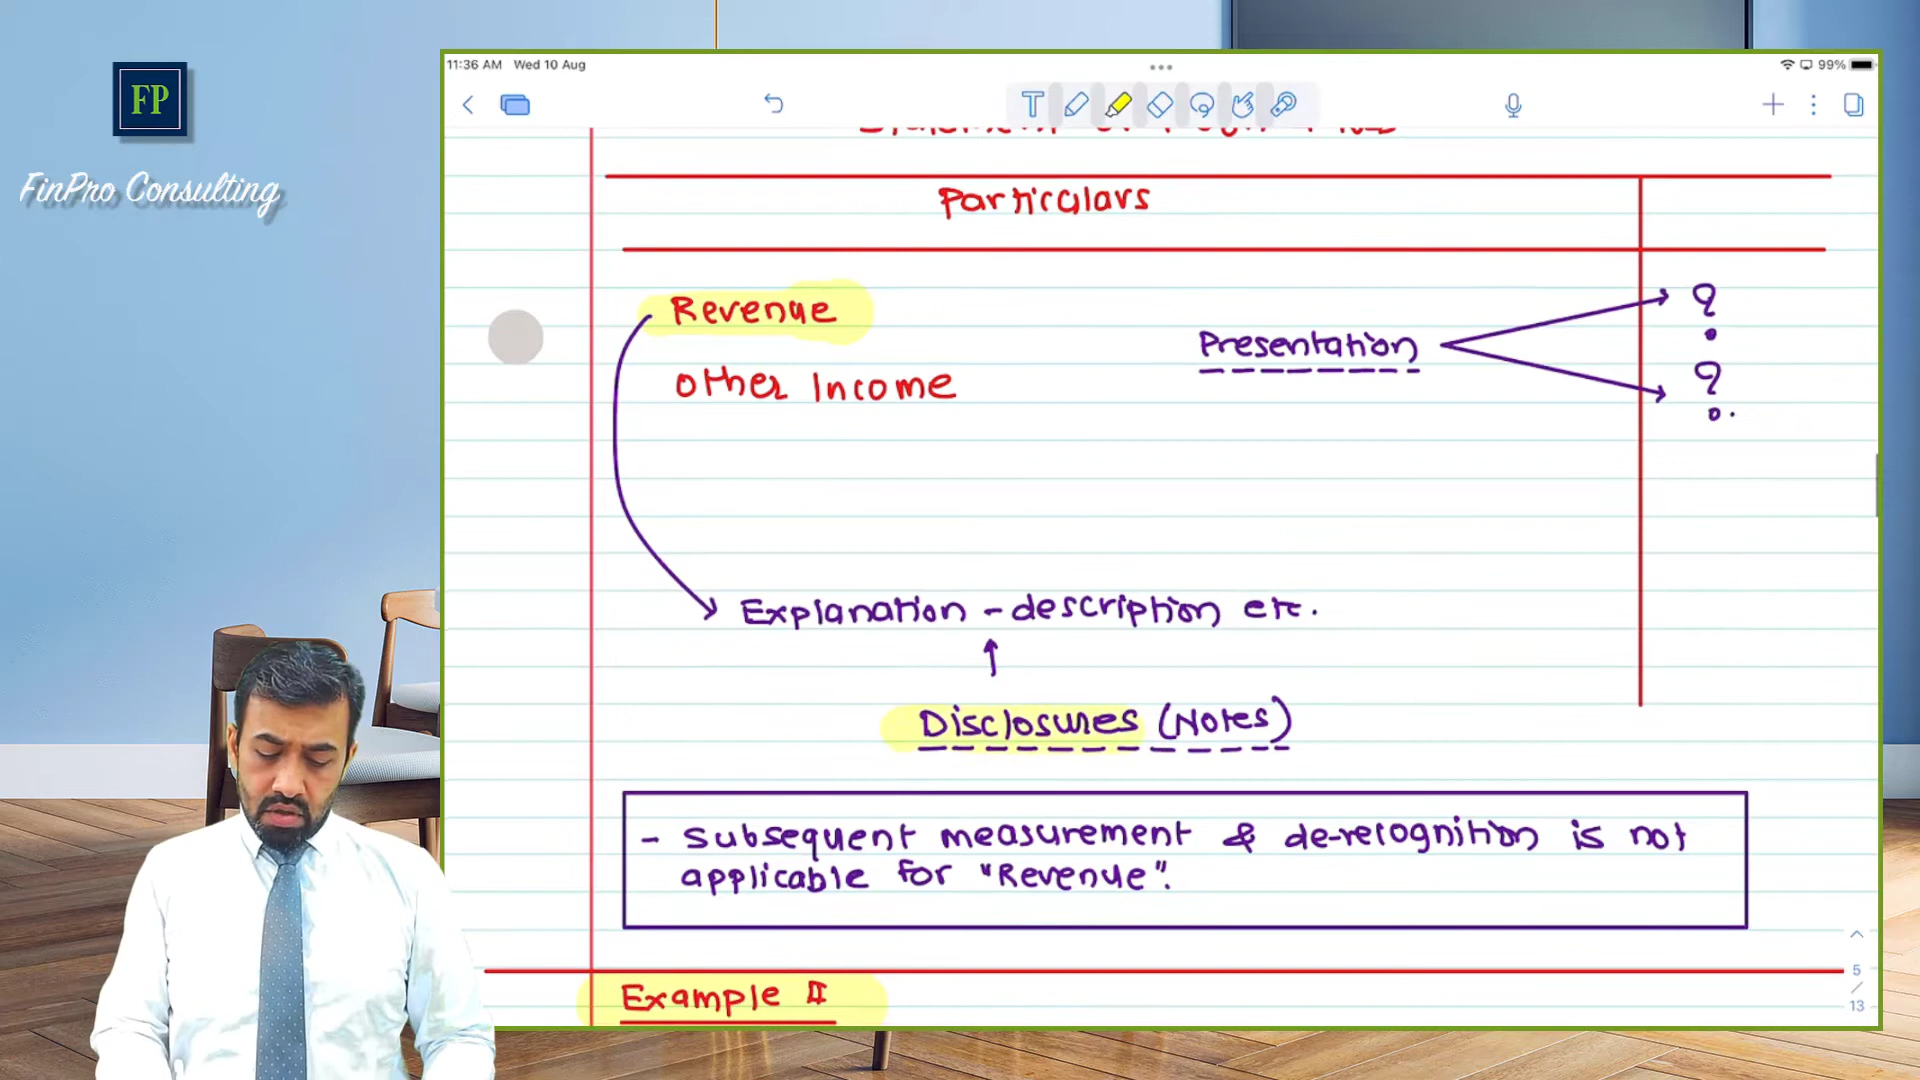 FP
FinPro Consulting
11:36 AM Wed 10 Aug
99%
T
Particulars
Revenue
Other Income
Presentation
?
?
Explanation - description etc.
Disclosures (Notes)
- Subsequent measurement & de-recognition is not
applicable for "Revenue".
Example II
5
13